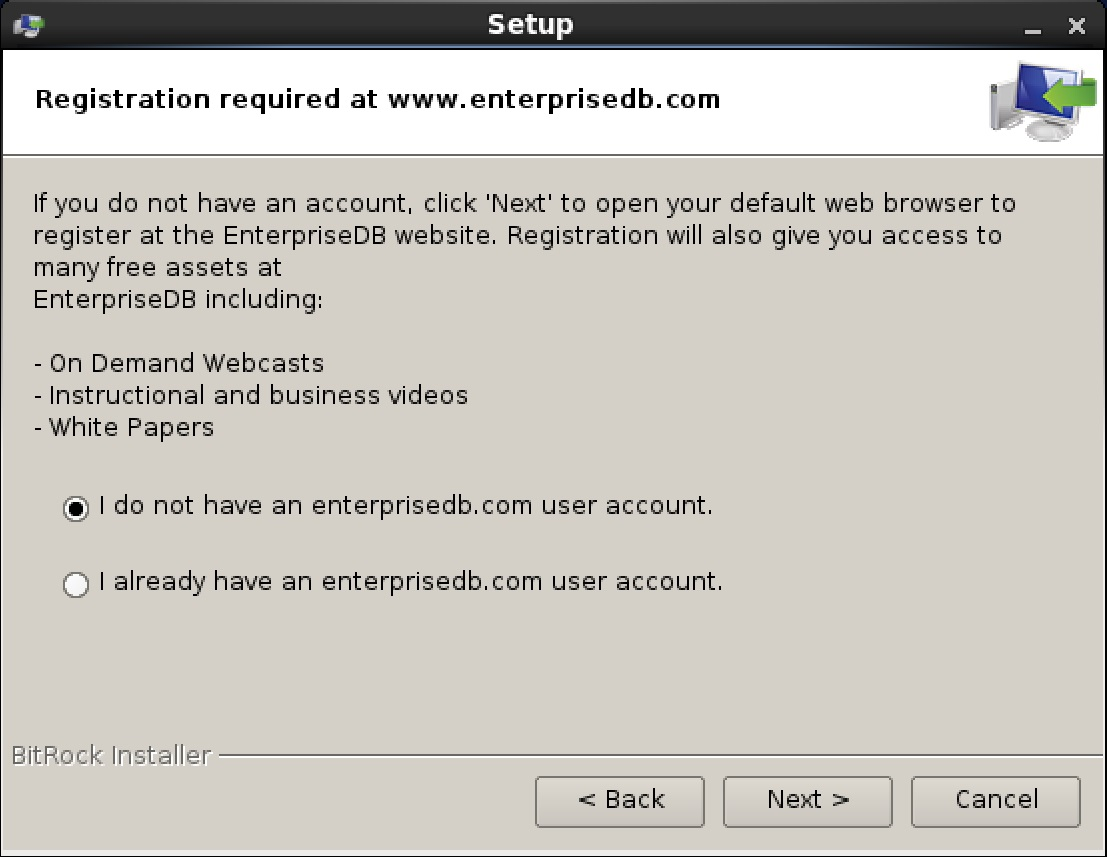 Setup
Registration required at www.enterprisedb.com
If you do not have an account, click 'Next' to open your default web browser to
register at the EnterpriseDB website. Registration will also give you access to
many free assets at
EnterpriseDB including:
- On Demand Webcasts
- Instructional and business videos
- White Papers
I do not have an enterprisedb.com user account.
I already have an enterprisedb.com user account.
BitRock Installer
< Back Next > Cancel